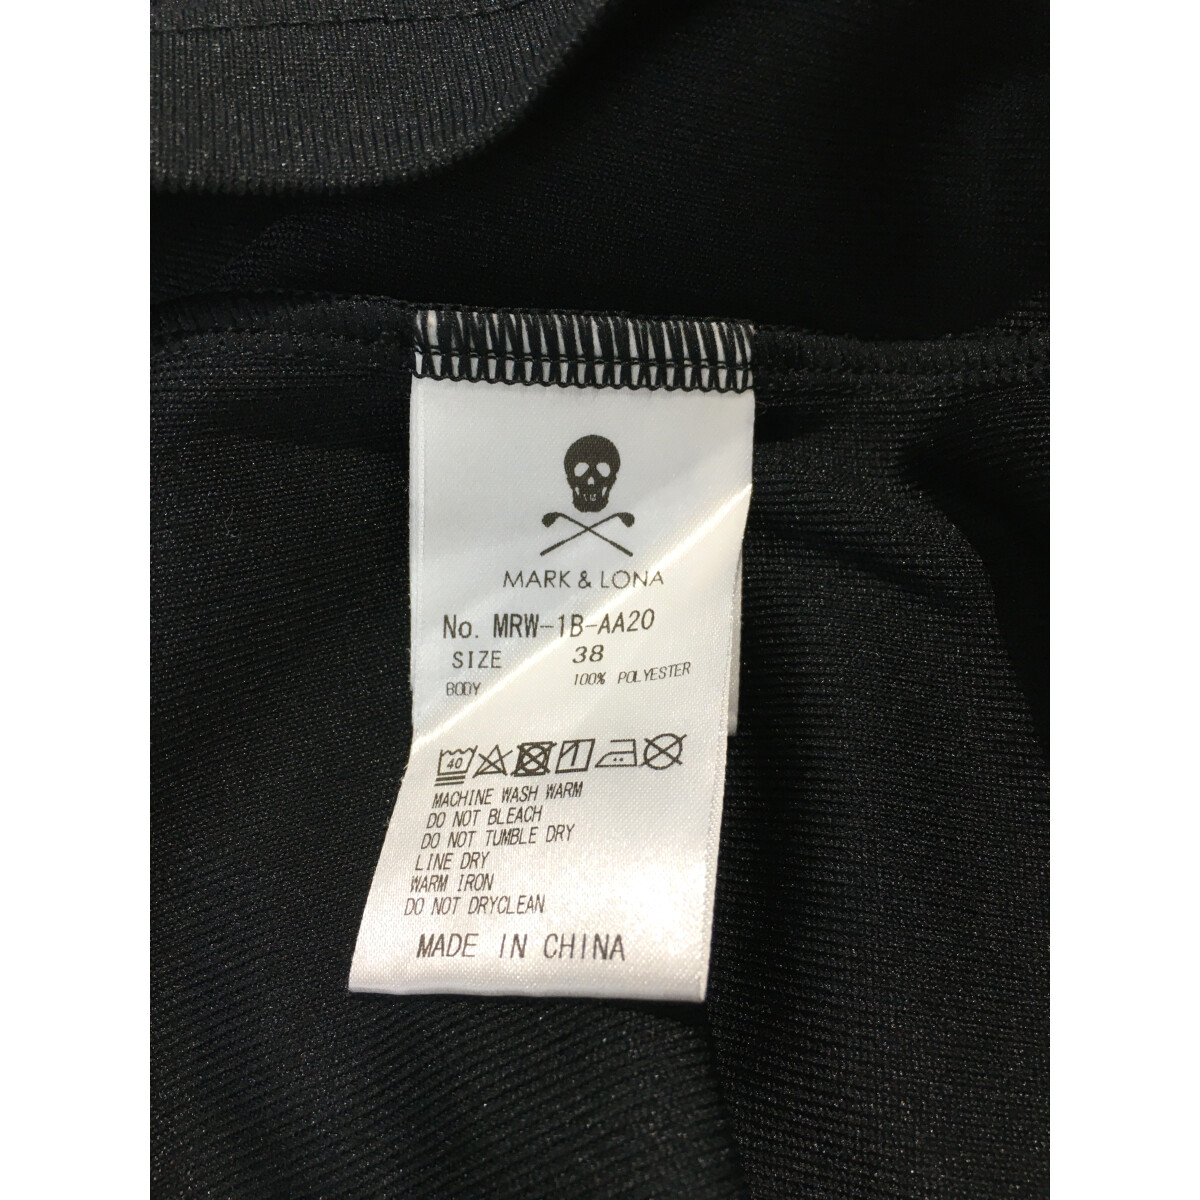 MARK & LONA
No. MRW-1B-AA20
SIZE 38
BODY 100% POLYESTER
40
MACHINE WASH WARM
DO NOT BLEACH
DO NOT TUMBLE DRY
LINE DRY
WARM IRON
DO NOT DRYCLEAN
MADE IN CHINA